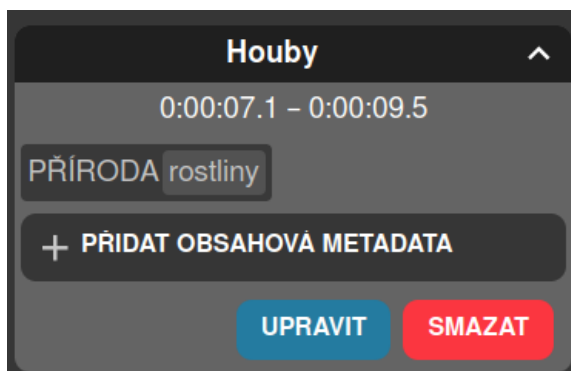 Houby
0:00:07.1 – 0:00:09.5
PŘÍRODA rostliny
+ PŘIDAT OBSAHOVÁ METADATA
UPRAVIT SMAZAT